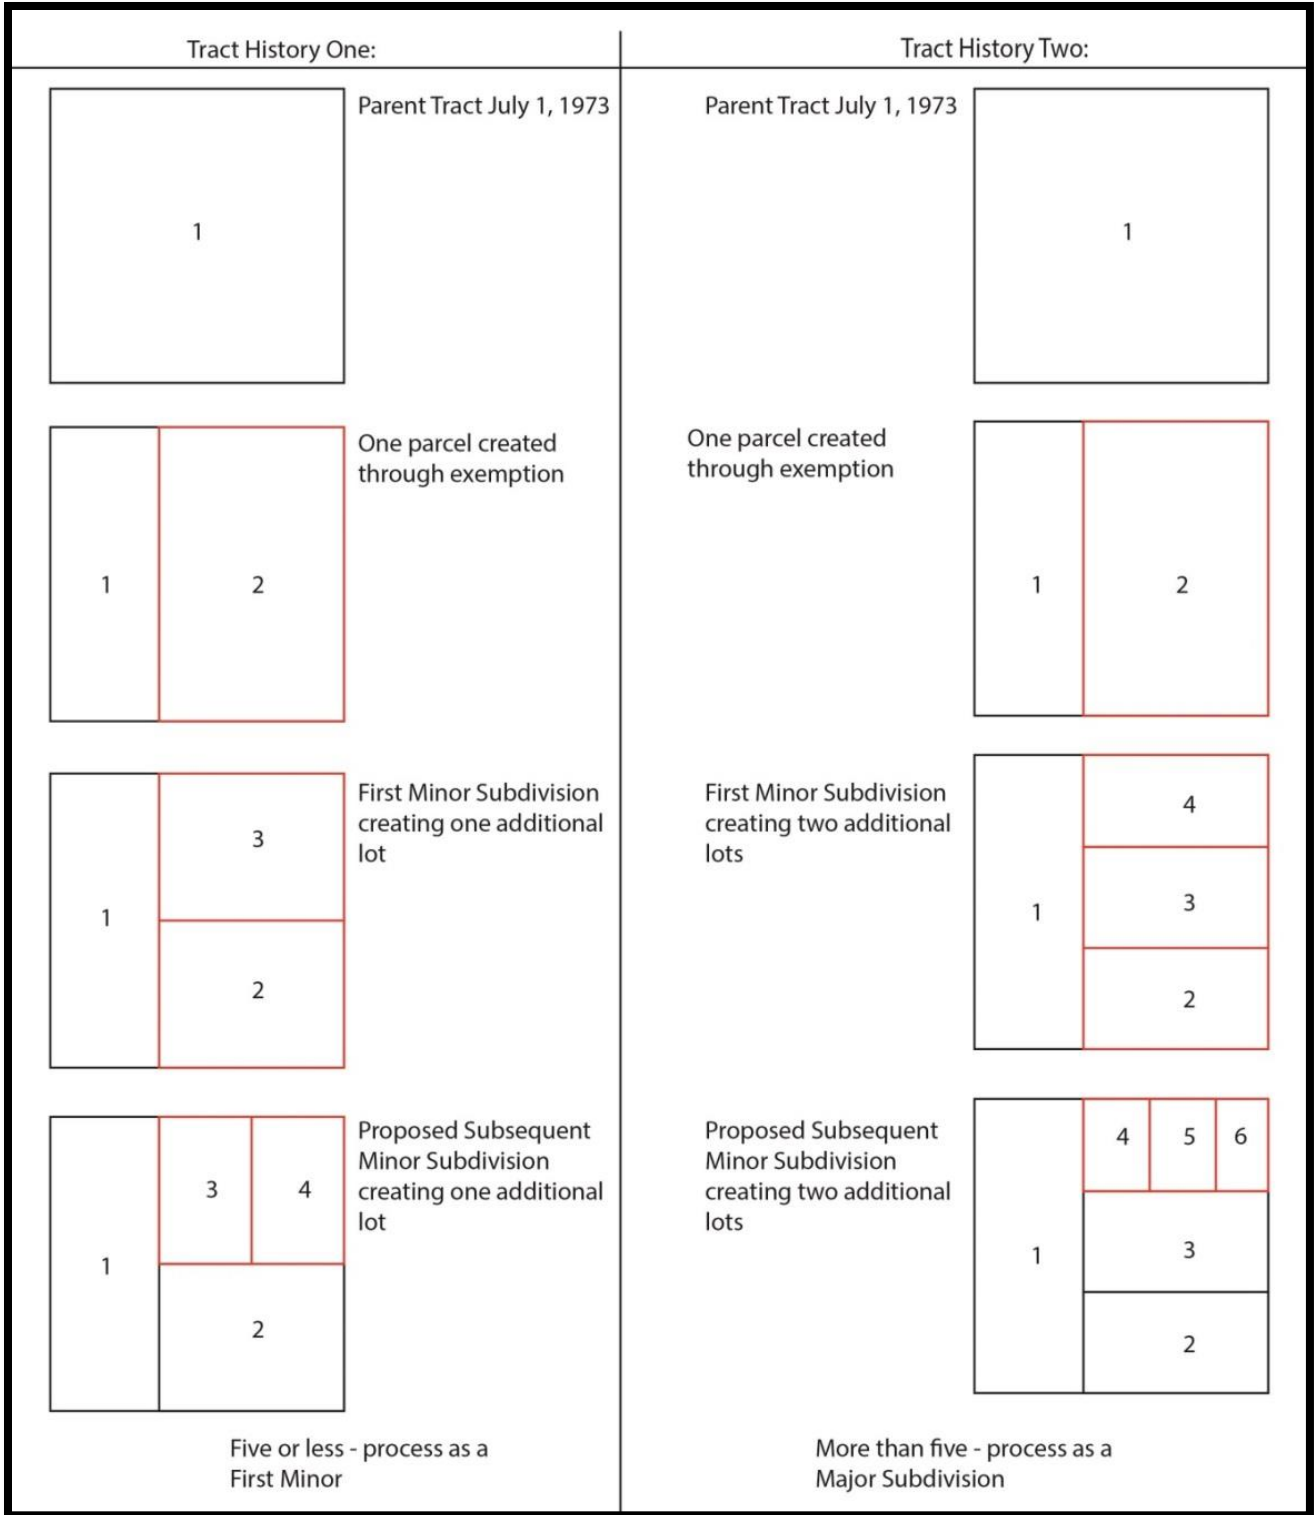 Tract History One:
Parent Tract July 1, 1973
1
One parcel created
through exemption
1
2
First Minor Subdivision
creating one additional
lot
3
1
2
Proposed Subsequent
Minor Subdivision
creating one additional
lot
3
4
1
2
Five or less - process as a
First Minor
Tract History Two:
Parent Tract July 1, 1973
1
One parcel created
through exemption
1
2
First Minor Subdivision
creating two additional
lots
4
3
1
2
Proposed Subsequent
Minor Subdivision
creating two additional
lots
4
5
6
3
1
2
More than five - process as a
Major Subdivision